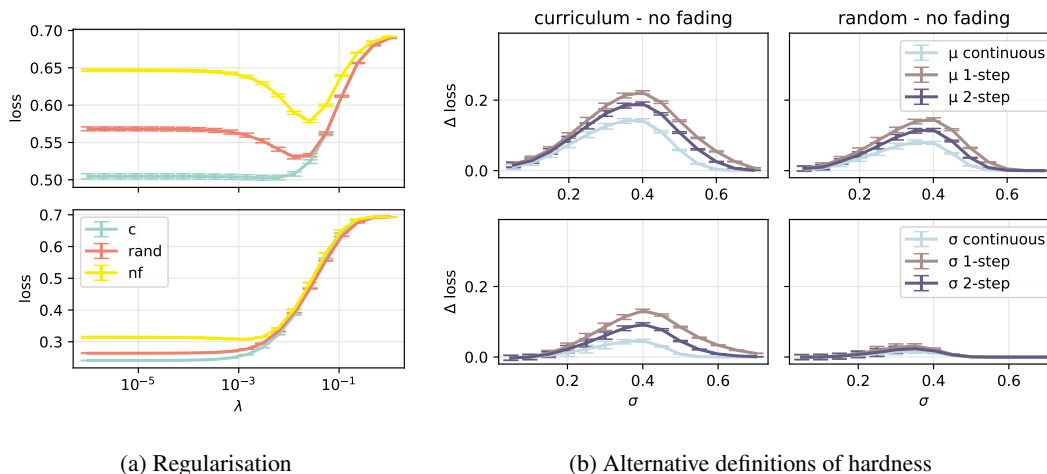 0.70
0.65
0.60
0.55
0.50
loss
0.7
0.5
0.3
loss
c
rand
nf
10⁻⁵
10⁻³
10⁻¹
λ
(a) Regularisation
curriculum - no fading
random - no fading
0.2
0.0
Δ loss
0.2
0.4
0.6
μ continuous
μ 1-step
μ 2-step
0.2
0.4
0.6
0.2
0.0
Δ loss
0.2
0.4
0.6
σ
σ continuous
σ 1-step
σ 2-step
0.2
0.4
0.6
σ
(b) Alternative definitions of hardness